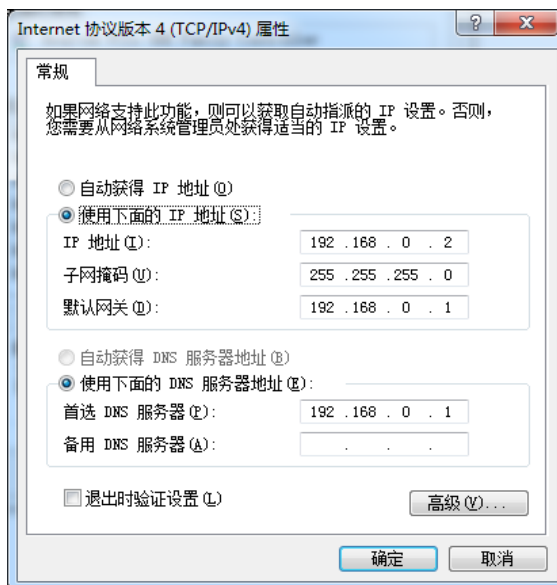 Internet 协议版本 4 (TCP/IPv4) 属性
常规
如果网络支持此功能，则可以获取自动指派的 IP 设置。否则，
您需要从网络系统管理员处获得适当的 IP 设置。
自动获得 IP 地址(O)
使用下面的 IP 地址(S):
IP 地址(I): 192 .168 . 0 . 2
子网掩码(U): 255 .255 .255 . 0
默认网关(D): 192 .168 . 0 . 1
自动获得 DNS 服务器地址(B)
使用下面的 DNS 服务器地址(E):
首选 DNS 服务器(P): 192 .168 . 0 . 1
备用 DNS 服务器(A): . . .
退出时验证设置(L)
高级(V)...
确定 取消